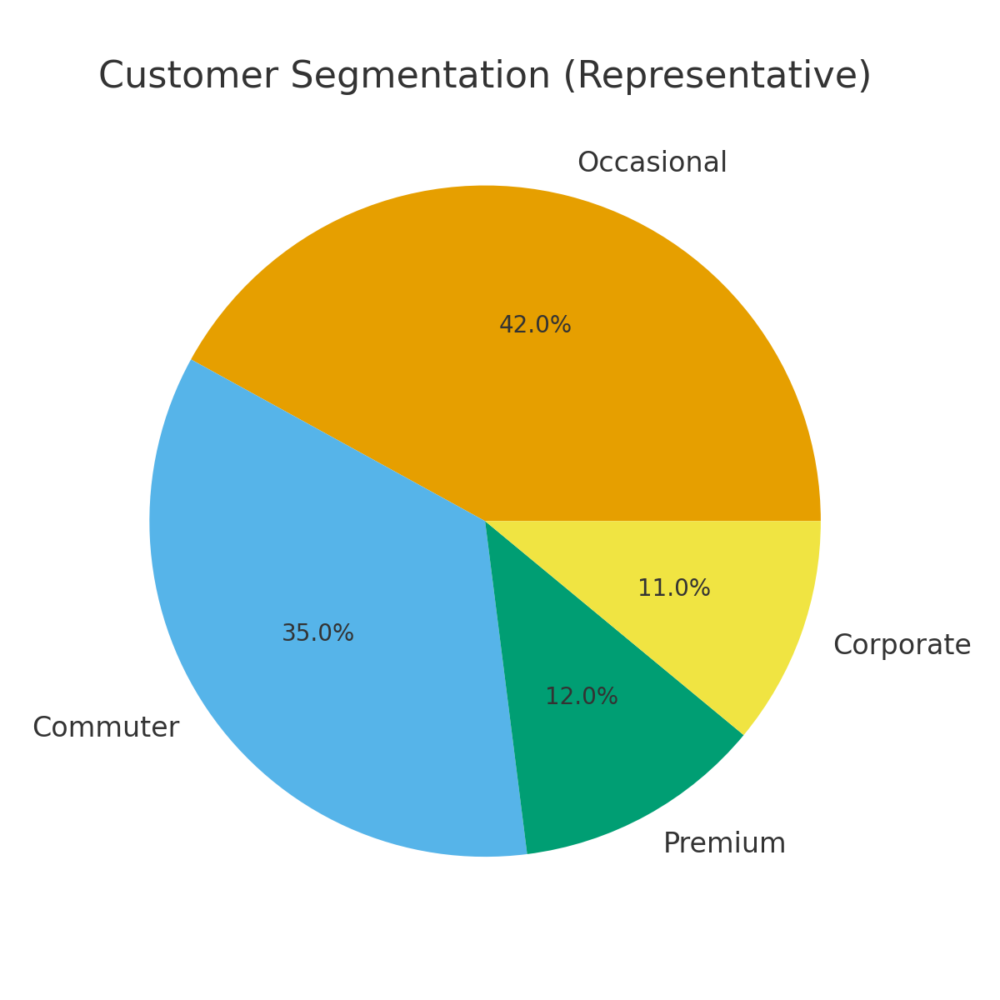 Customer Segmentation (Representative)
Occasional
42.0%
11.0%
35.0%
Corporate
12.0%
Commuter
Premium